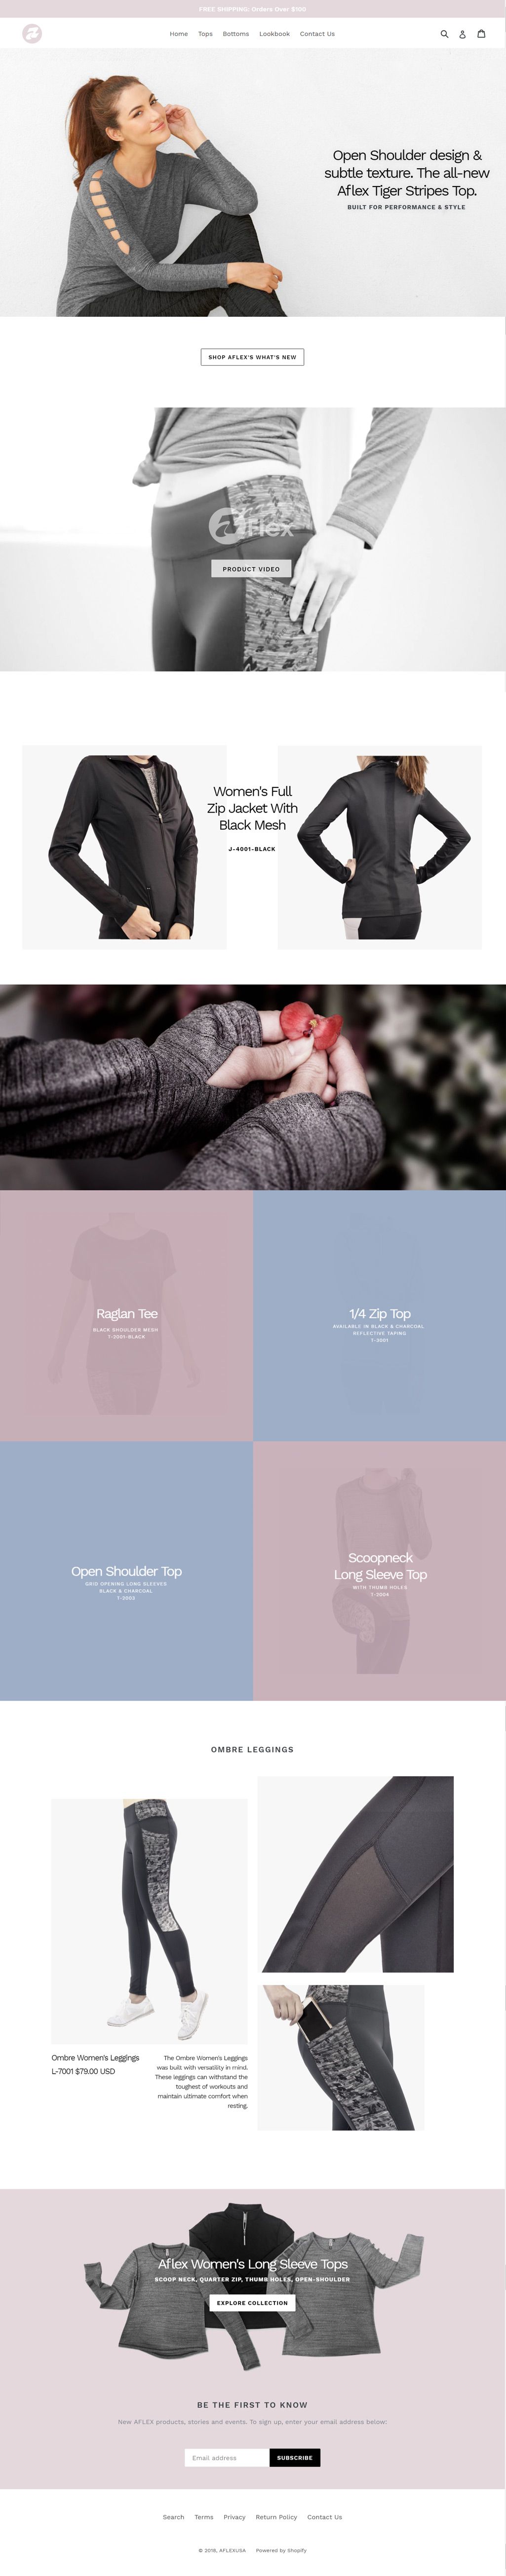 FREE SHIPPING: Orders Over $100
Home Tops Bottoms Lookbook Contact Us
Open Shoulder design &
subtle texture. The all-new
Aflex Tiger Stripes Top.
BUILT FOR PERFORMANCE & STYLE
SHOP AFLEX'S WHAT'S NEW
aflex
PRODUCT VIDEO
Women's Full
Zip Jacket With
Black Mesh
J-4001-BLACK
Raglan Tee
BLACK SHOULDER MESH
T-2001-BLACK
1/4 Zip Top
AVAILABLE IN BLACK & CHARCOAL
REFLECTIVE TAPING
T-3001
Open Shoulder Top
GRID OPENING LONG SLEEVES
BLACK & CHARCOAL
T-3002
Scoopneck
Long Sleeve Top
WITH THUMB HOLES
T-3004
OMBRE LEGGINGS
Ombre Women's Leggings
L-7001 $79.00 USD
The Ombre Women's Leggings
was built with versatility in mind.
These leggings can withstand the
toughest of workouts and
maintain ultimate comfort when
resting.
Aflex Women's Long Sleeve Tops
SCOOP NECK, QUARTER ZIP, THUMB HOLES, OPEN-SHOULDER
EXPLORE COLLECTION
BE THE FIRST TO KNOW
New AFLEX products, stories and events. To sign up, enter your email address below:
Email address
SUBSCRIBE
Search Terms Privacy Return Policy Contact Us
© 2018, AFLEXUSA Powered by Shopify